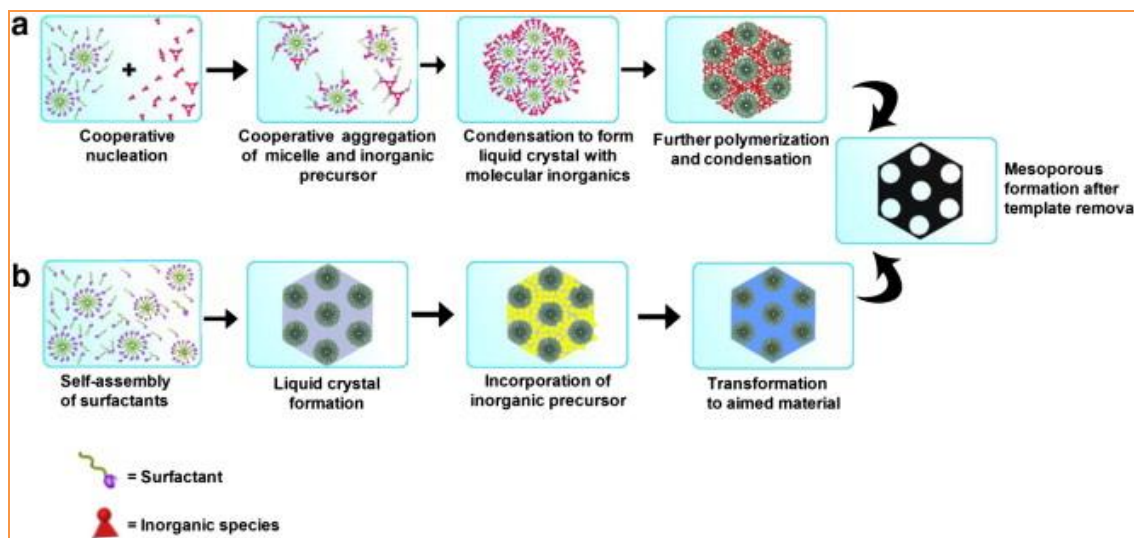 a
+
Cooperative
nucleation
Cooperative aggregation
of micelle and inorganic
precursor
Condensation to form
liquid crystal with
molecular inorganics
Further polymerization
and condensation
Mesoporous
formation after
template remova
b
Self-assembly
of surfactants
Liquid crystal
formation
Incorporation of
inorganic precursor
Transformation
to aimed material
= Surfactant
= Inorganic species